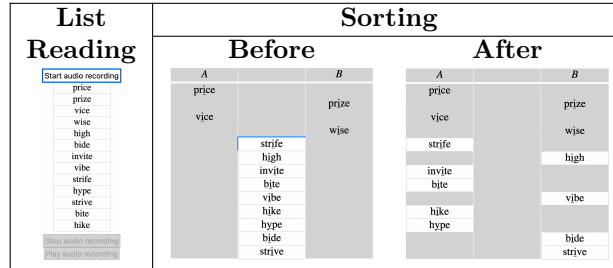 List Reading
Sorting
Before
After
Start audio recording
price
prize
vice
wise
high
bide
invite
vibe
strife
hype
strive
bite
hike
Stop audio recording
Play audio recording
A B
price
prize
vice
wise
strife
high
invite
bite
vibe
hike
hype
bide
strive
A B
price
prize
vice
wise
strife
high
invite
bite
vibe
hike
hype
bide
strive